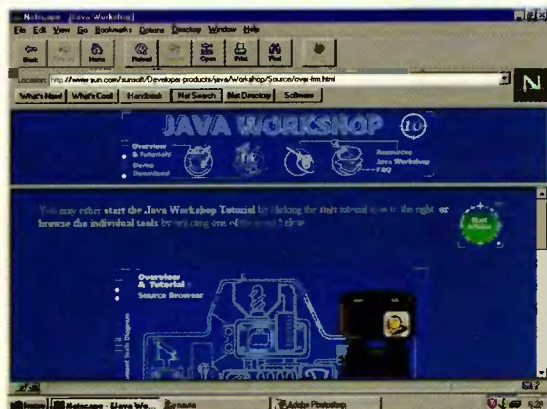 Netscape - [Java Workshop]
File Edit View Go Bookmarks Options Directory Window Help
Back Home Reload Open Print Find
Location: http://www.sun.com/sunsoft/Developer-products/java/Workshop/Source/over-frm.html
What's New! What's Cool! Handbook Net Search Net Directory Software
N
JAVA WORKSHOP 1.0
Overview
& Tutorials
Demo
Download
Resources
Java Workshop
FAQ
You may either start the Java Workshop Tutorial by clicking the start tutorial icon to the right or
browse the individual tools by selecting one of the icons below
Start
Overview
& Tutorial
Source Browser
Netscape - [Java Wo...
Adobe Photoshop